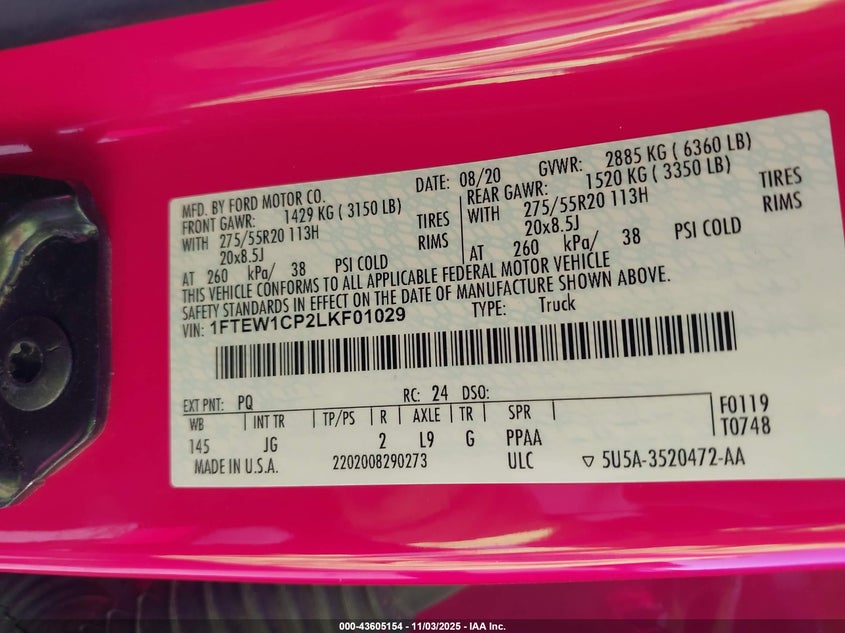 MFD. BY FORD MOTOR CO. DATE: 08/20 GVWR: 2885 KG ( 6360 LB)
FRONT GAWR: 1429 KG ( 3150 LB) REAR GAWR: 1520 KG ( 3350 LB)
WITH 275/55R20 113H TIRES WITH 275/55R20 113H TIRES
20x8.5J RIMS 20x8.5J RIMS
AT 260 kPa/ 38 PSI COLD AT 260 kPa/ 38 PSI COLD
THIS VEHICLE CONFORMS TO ALL APPLICABLE FEDERAL MOTOR VEHICLE
SAFETY STANDARDS IN EFFECT ON THE DATE OF MANUFACTURE SHOWN ABOVE.
VIN: 1FTEW1CP2LKF01029 TYPE: Truck
EXT PNT: PQ RC: 24 DSO:
WB INT TR TP/PS R AXLE TR SPR F0119
145 JG 2 L9 G PPAA T0748
MADE IN U.S.A. 2202008290273 ULC ▽ 5U5A-3520472-AA
000-43605154 - 11/03/2025 - IAA Inc.